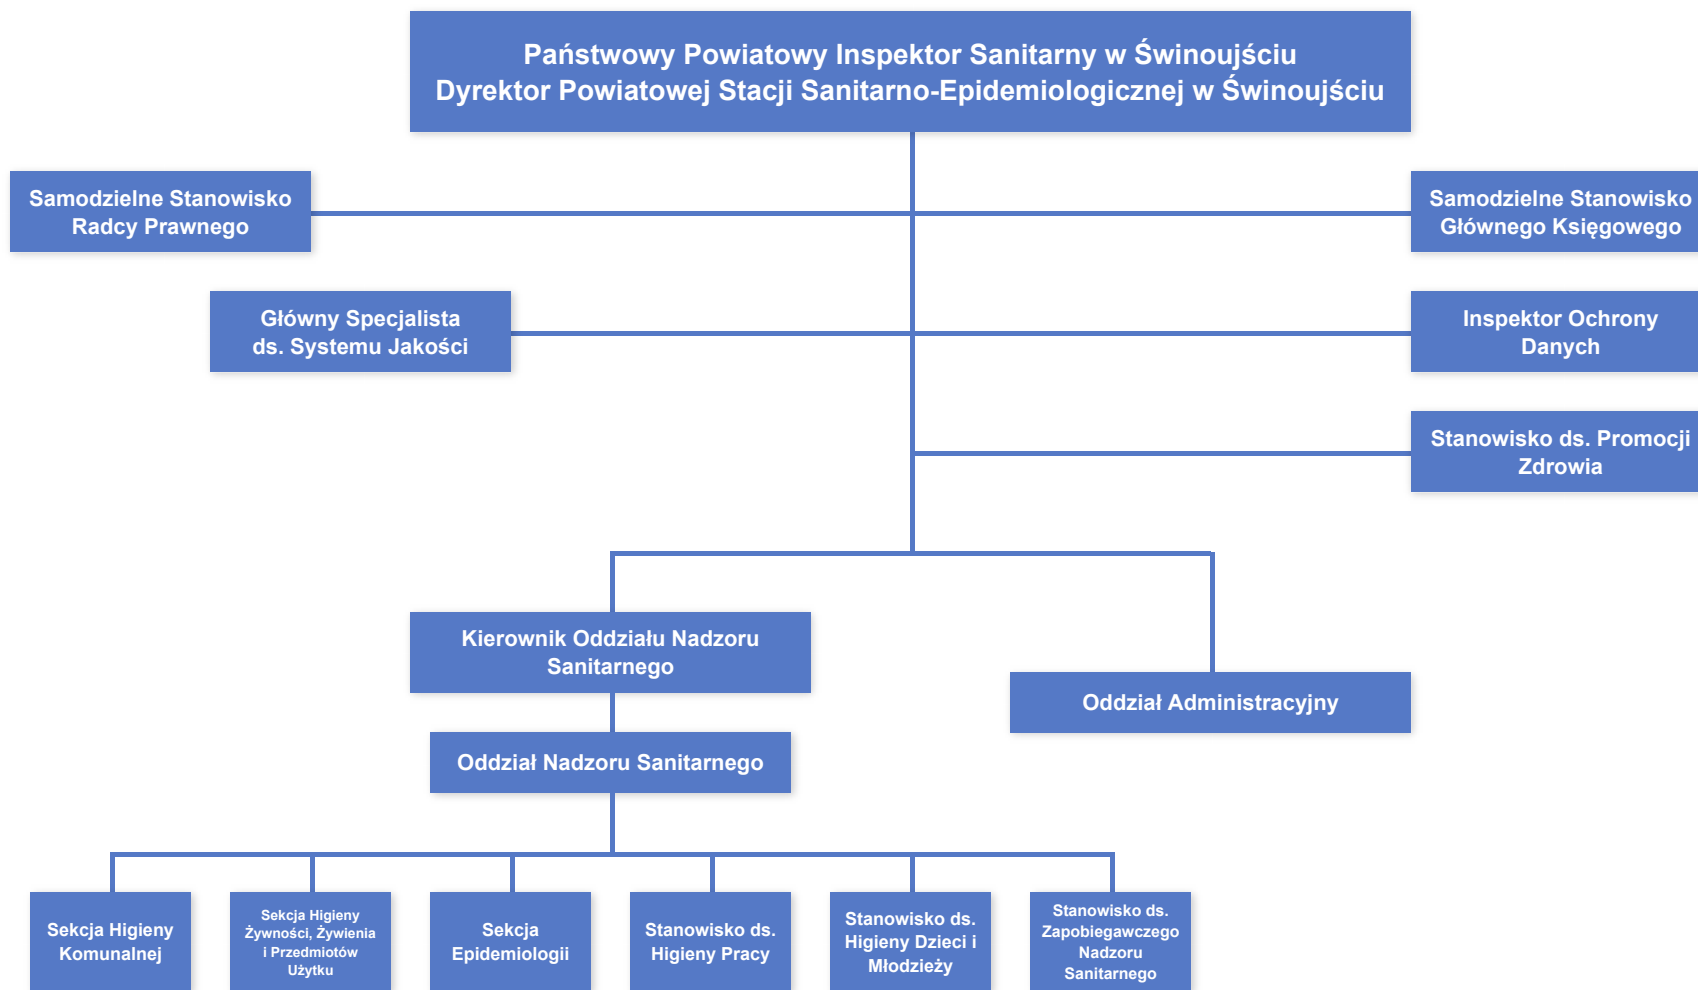 Państwowy Powiatowy Inspektor Sanitarny w Świnoujściu
Dyrektor Powiatowej Stacji Sanitarno-Epidemiologicznej w Świnoujściu
Samodzielne Stanowisko
Radcy Prawnego
Samodzielne Stanowisko
Głównego Księgowego
Główny Specjalista
ds. Systemu Jakości
Inspektor Ochrony
Danych
Stanowisko ds. Promocji
Zdrowia
Kierownik Oddziału Nadzoru
Sanitarnego
Oddział Administracyjny
Oddział Nadzoru Sanitarnego
Sekcja Higieny
Komunalnej
Sekcja Higieny
Żywności, Żywienia
i Przedmiotów
Użytku
Sekcja
Epidemiologii
Stanowisko ds.
Higieny Pracy
Stanowisko ds.
Higieny Dzieci i
Młodzieży
Stanowisko ds.
Zapobiegawczego
Nadzoru
Sanitarnego